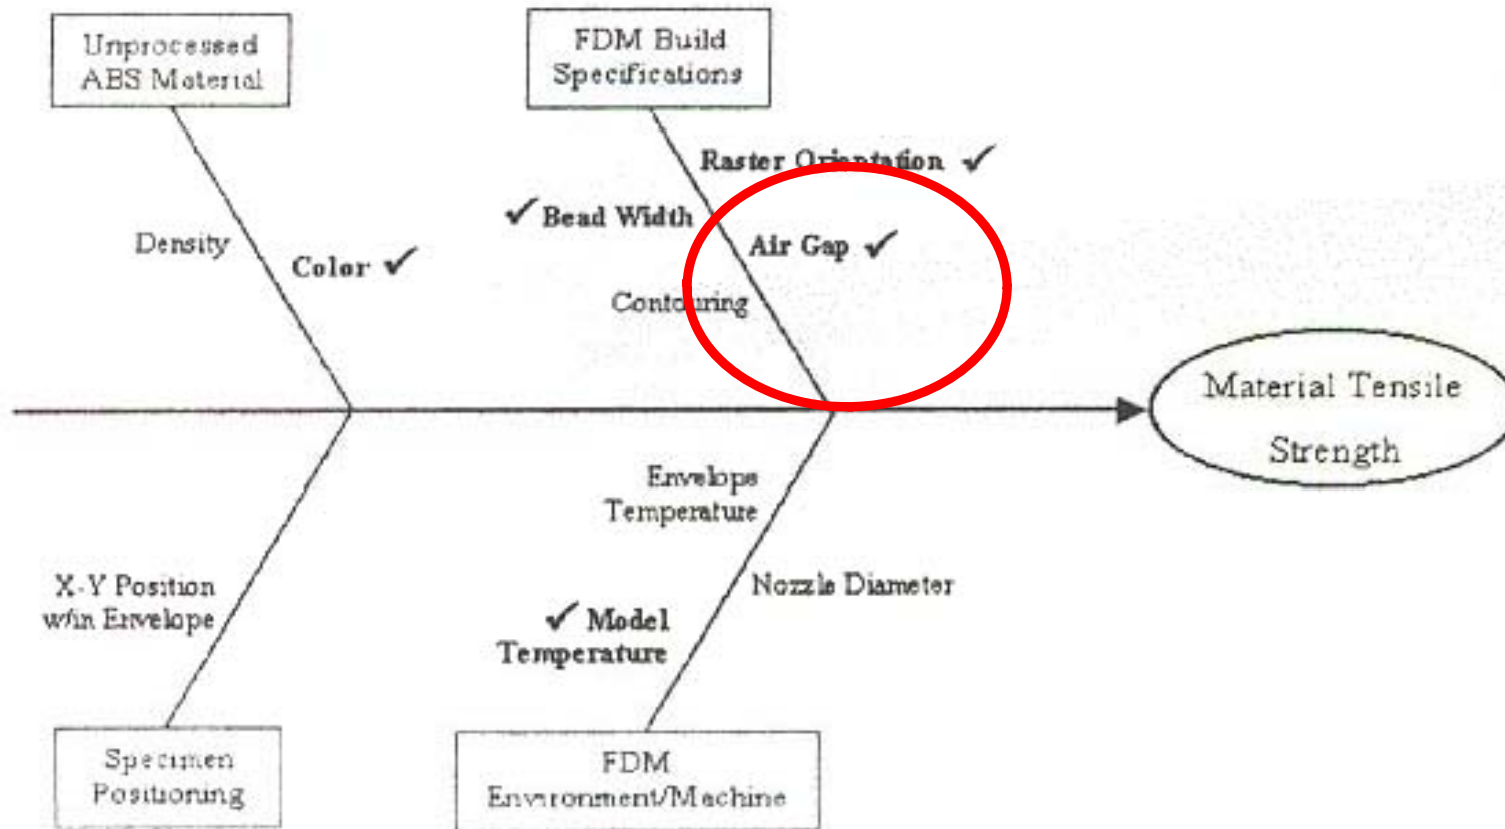 Unprocessed
ABS Material
FDM Build
Specifications
Raster Orientation ✓
✓ Bead Width
Air Gap ✓
Density
Color ✓
Contouring
Material Tensile
Strength
Envelope
Temperature
X-Y Position
w/in Envelope
Nozzle Diameter
✓ Model
Temperature
Specimen
Positioning
FDM
Environment/Machine